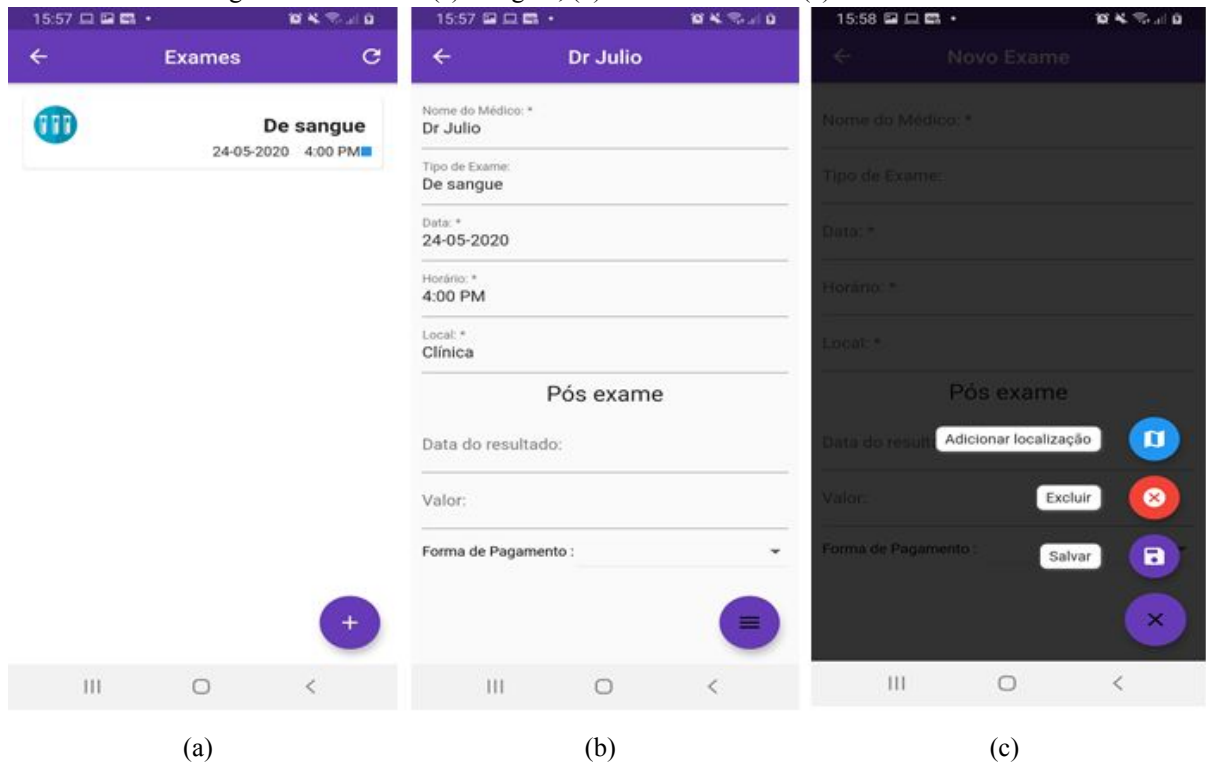 15:57
Exames
De sangue
24-05-2020 4:00 PM
(a)
15:57
Dr Julio
Nome do Médico: *
Dr Julio
Tipo de Exame:
De sangue
Data: *
24-05-2020
Horário: *
4:00 PM
Local: *
Clínica
Pós exame
Data do resultado:
Valor:
Forma de Pagamento :
(b)
15:58
Novo Exame
Nome do Médico: *
Tipo de Exame:
Data: *
Horário: *
Local: *
Pós exame
Data do result
Adicionar localização
Valor:
Excluir
Forma de Pagamento :
Salvar
(c)